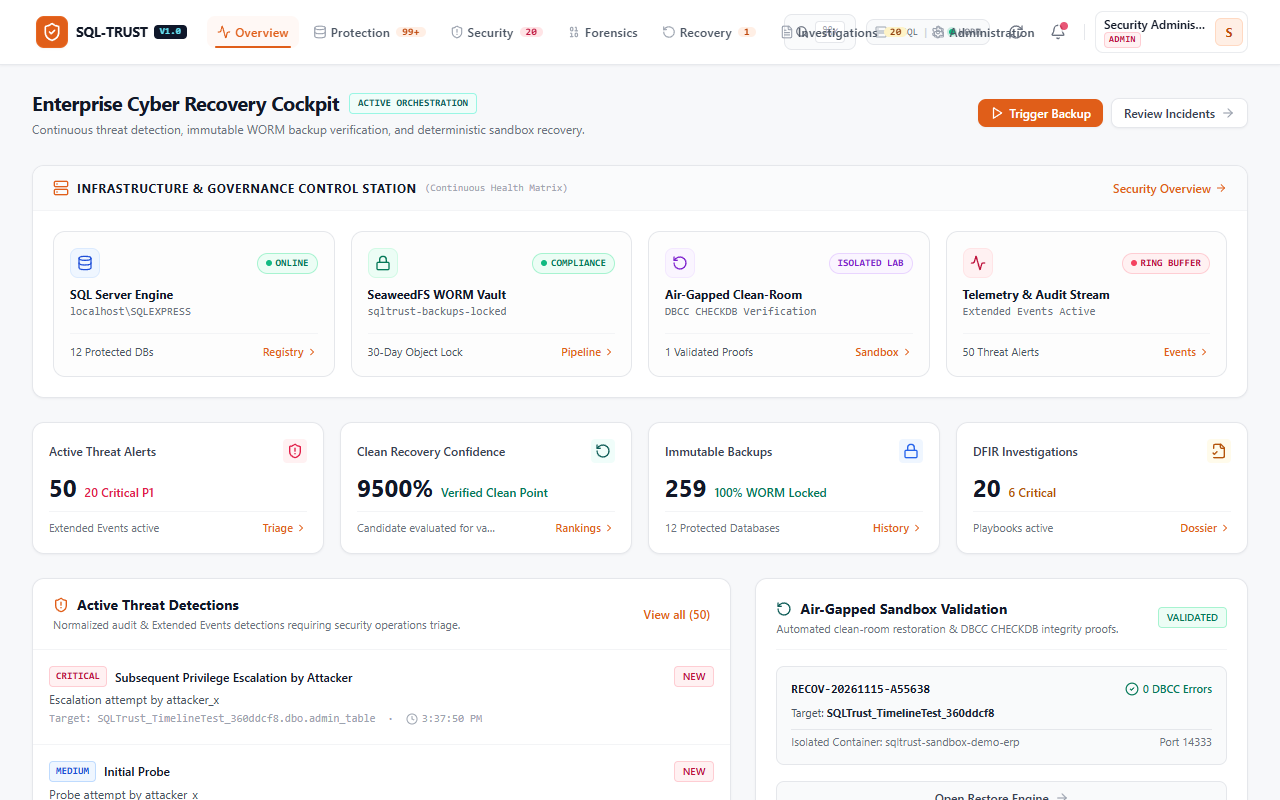 SQL-TRUST V1.0
Overview
Protection 99+
Security 20
Forensics
Recovery 1
Investigations 20
QL
Administration
Security Adminis...
ADMIN
S
Enterprise Cyber Recovery Cockpit ACTIVE ORCHESTRATION
Continuous threat detection, immutable WORM backup verification, and deterministic sandbox recovery.
Trigger Backup
Review Incidents
INFRASTRUCTURE & GOVERNANCE CONTROL STATION (Continuous Health Matrix)
Security Overview
ONLINE
SQL Server Engine
localhost\SQLEXPRESS
12 Protected DBs
Registry
COMPLIANCE
SeaweedFS WORM Vault
sqltrust-backups-locked
30-Day Object Lock
Pipeline
ISOLATED LAB
Air-Gapped Clean-Room
DBCC CHECKDB Verification
1 Validated Proofs
Sandbox
RING BUFFER
Telemetry & Audit Stream
Extended Events Active
50 Threat Alerts
Events
Active Threat Alerts
50 20 Critical P1
Extended Events active
Triage
Clean Recovery Confidence
9500% Verified Clean Point
Candidate evaluated for va...
Rankings
Immutable Backups
259 100% WORM Locked
12 Protected Databases
History
DFIR Investigations
20 6 Critical
Playbooks active
Dossier
Active Threat Detections
Normalized audit & Extended Events detections requiring security operations triage.
View all (50)
CRITICAL Subsequent Privilege Escalation by Attacker
NEW
Escalation attempt by attacker_x
Target: SQLTrust_TimelineTest_360ddcf8.dbo.admin_table · 3:37:50 PM
MEDIUM Initial Probe
NEW
Probe attempt by attacker_x
Air-Gapped Sandbox Validation
Automated clean-room restoration & DBCC CHECKDB integrity proofs.
VALIDATED
RECOV-20261115-A55638
0 DBCC Errors
Target: SQLTrust_TimelineTest_360ddcf8
Isolated Container: sqltrust-sandbox-demo-erp
Port 14333
Open Restore Engine